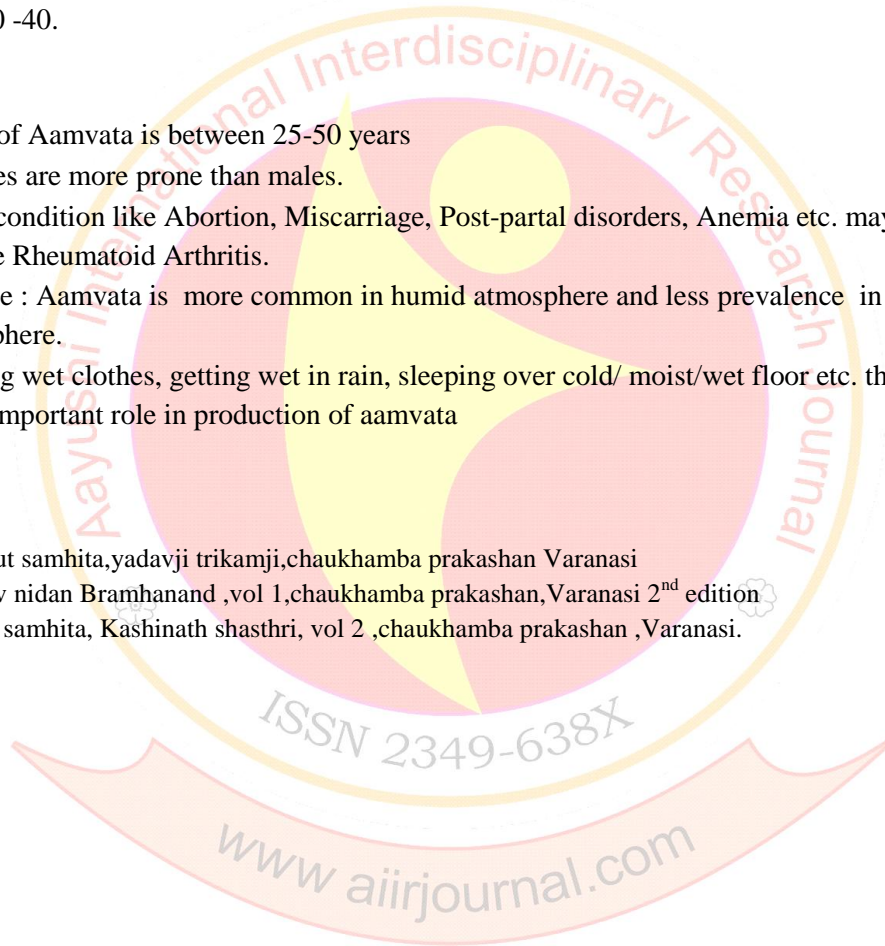 0 -40.
of Aamvata is between 25-50 years
es are more prone than males.
condition like Abortion, Miscarriage, Post-partal disorders, Anemia etc. may
e Rheumatoid Arthritis.
e : Aamvata is more common in humid atmosphere and less prevalence in
phere.
g wet clothes, getting wet in rain, sleeping over cold/ moist/wet floor etc. th
mportant role in production of aamvata
ut samhita,yadavji trikamji,chaukhamba prakashan Varanasi
v nidan Bramhanand ,vol 1,chaukhamba prakashan,Varanasi 2nd edition
samhita, Kashinath shasthri, vol 2 ,chaukhamba prakashan ,Varanasi.
Aayushi International Interdisciplinary Research Journal
ISSN 2349-638X
www aiirjournal.com